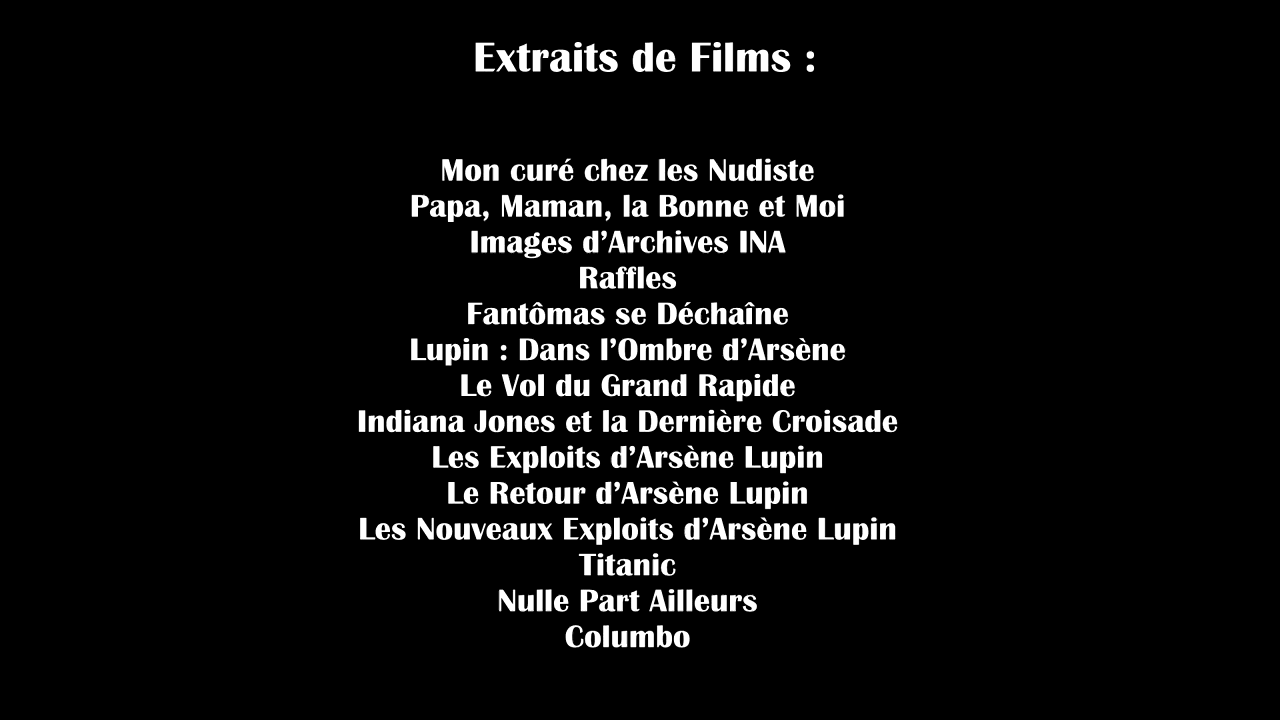 Extraits de Films :
Mon curé chez les Nudiste
Papa, Maman, la Bonne et Moi
Images d’Archives INA
Raffles
Fantômas se Déchaîne
Lupin : Dans l’Ombre d’Arsène
Le Vol du Grand Rapide
Indiana Jones et la Dernière Croisade
Les Exploits d’Arsène Lupin
Le Retour d’Arsène Lupin
Les Nouveaux Exploits d’Arsène Lupin
Titanic
Nulle Part Ailleurs
Columbo